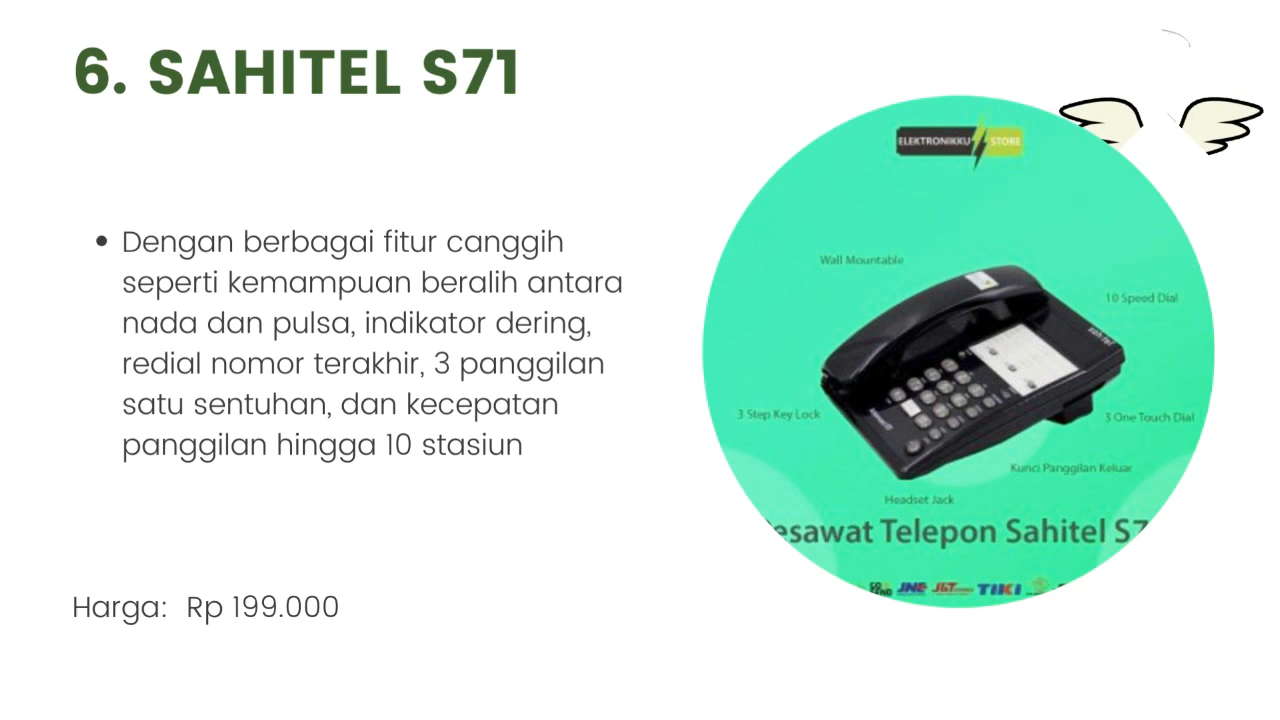 6. SAHITEL S71
Dengan berbagai fitur canggih
seperti kemampuan beralih antara
nada dan pulsa, indikator dering,
redial nomor terakhir, 3 panggilan
satu sentuhan, dan kecepatan
panggilan hingga 10 stasiun
Harga: Rp 199.000
ELEKTRONIKKU STORE
Wall Mountable
10 Speed Dial
3 Step Key Lock
3 One Touch Dial
Kunci Panggilan Keluar
Headset Jack
esawat Telepon Sahitel S7
JNE J&T TIKI